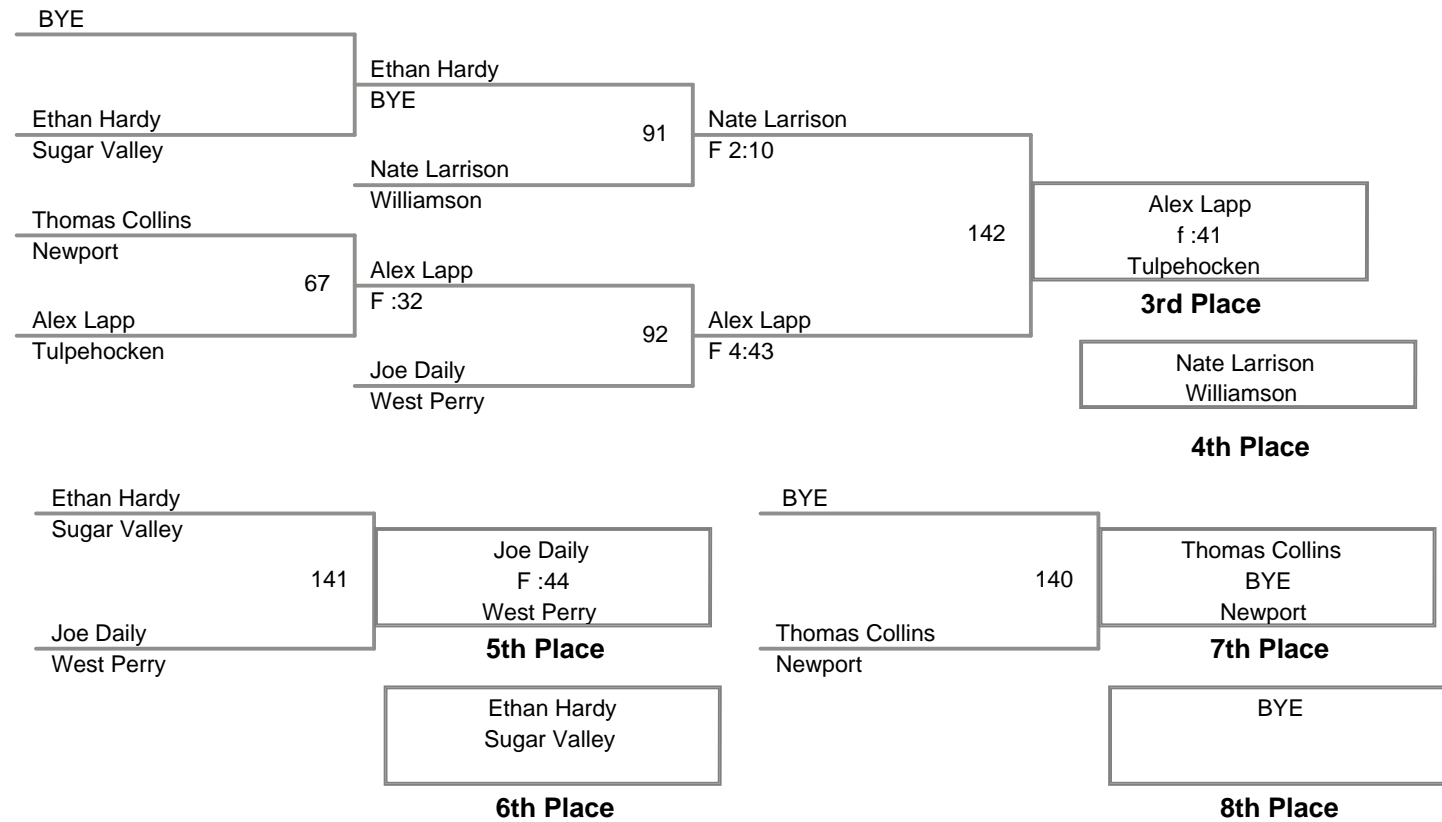 BYE
Ethan Hardy
Sugar Valley
Ethan Hardy
BYE
91
Nate Larrison
Williamson
Nate Larrison
F 2:10
Thomas Collins
Newport
67
Alex Lapp
Tulpehocken
Alex Lapp
F :32
92
Joe Daily
West Perry
Alex Lapp
F 4:43
142
Alex Lapp
f :41
Tulpehocken
3rd Place
Nate Larrison
Williamson
4th Place
Ethan Hardy
Sugar Valley
141
Joe Daily
West Perry
Joe Daily
F :44
West Perry
5th Place
Ethan Hardy
Sugar Valley
6th Place
BYE
140
Thomas Collins
Newport
Thomas Collins
BYE
Newport
7th Place
BYE
8th Place